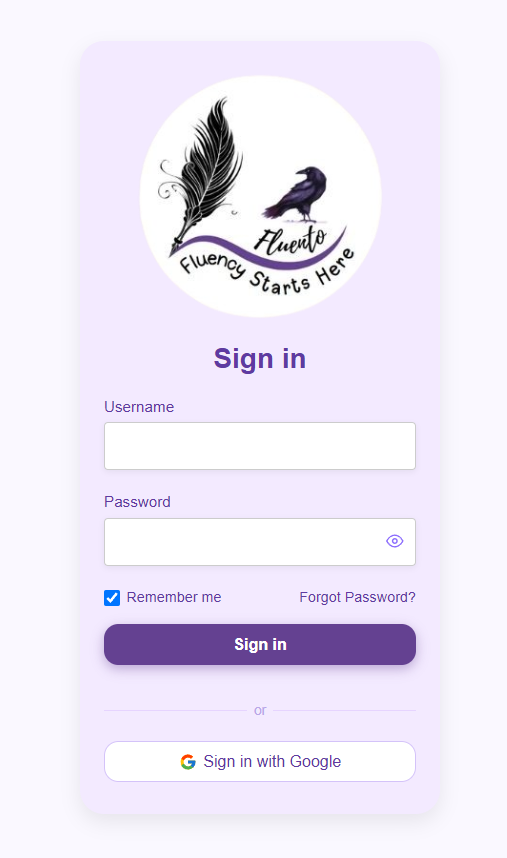 Fluento
Fluency Starts Here
Sign in
Username
Password
Remember me
Forgot Password?
Sign in
or
Sign in with Google